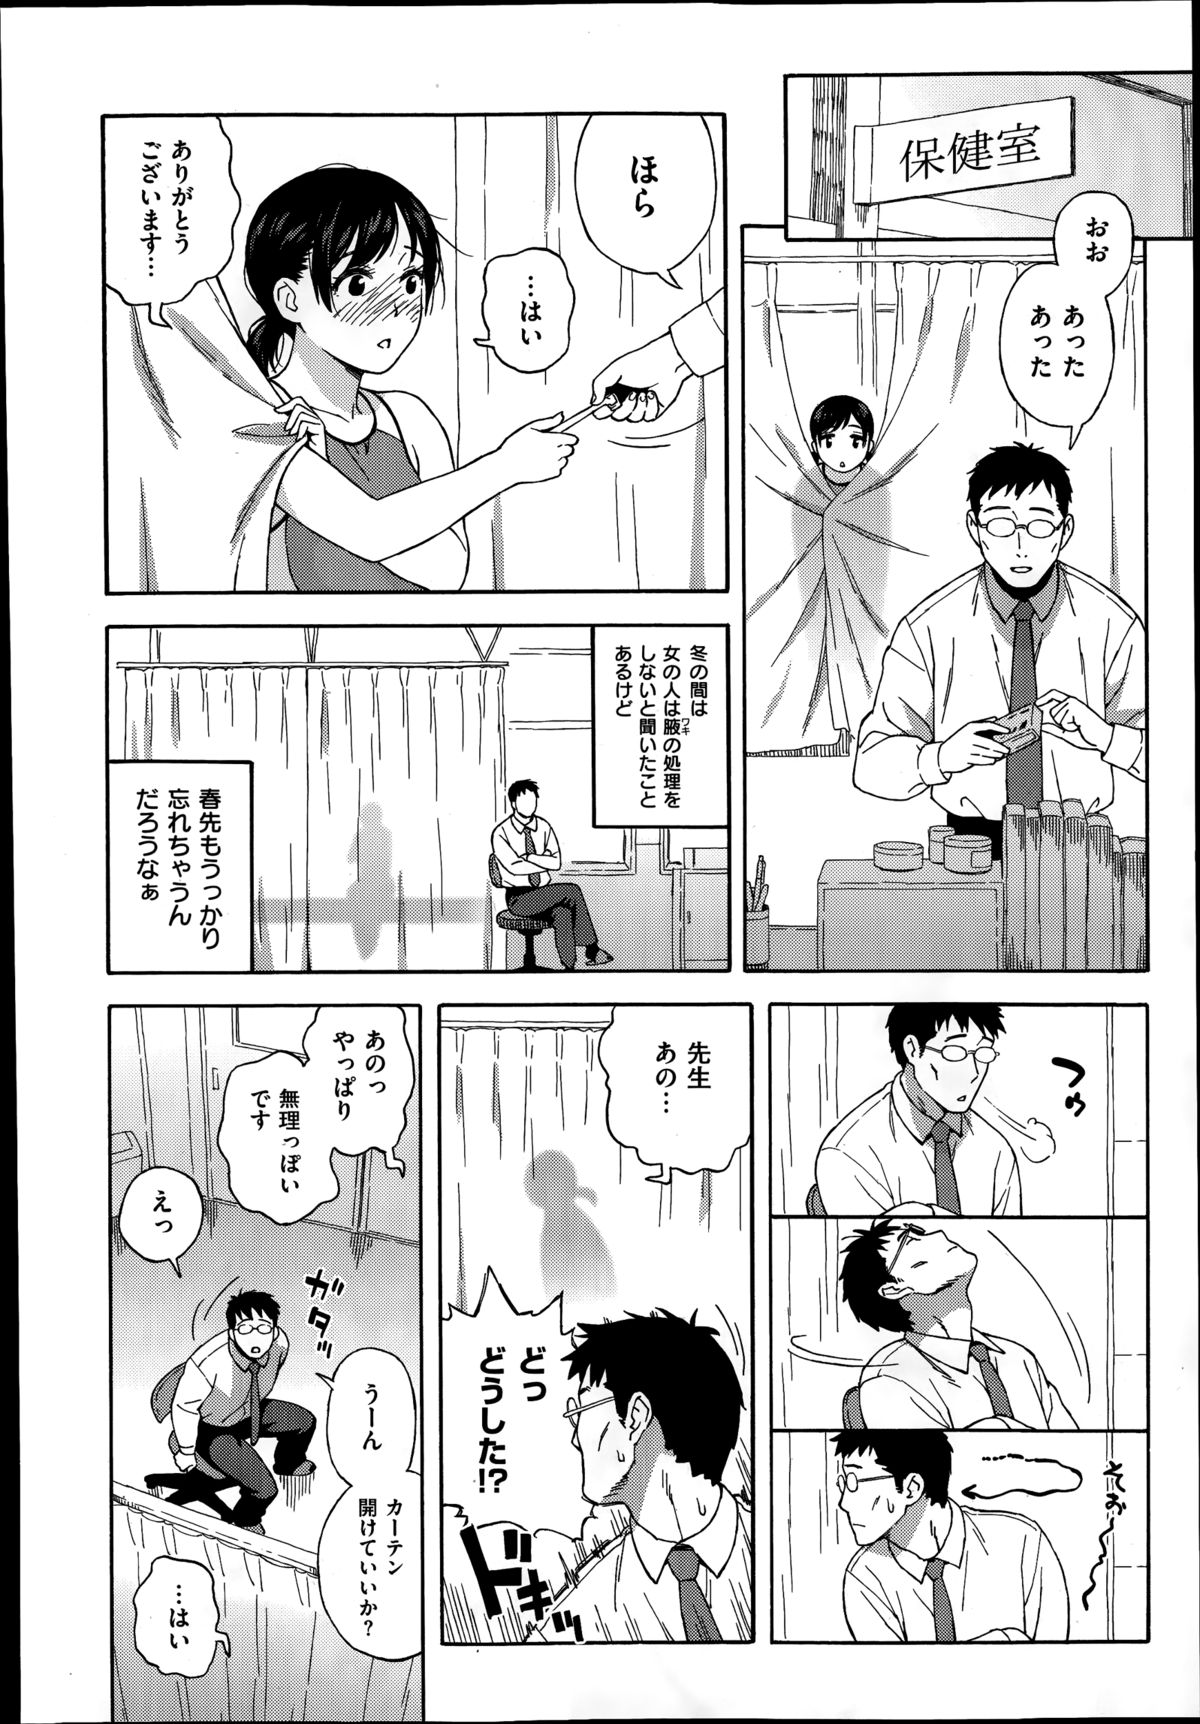 保健室
おお
あった
あった
ほら
…はい
ありがとう
ございます…
冬の間は
女の人は腋の処理を
ワキ
しないと聞いたこと
あるけど
春先もうっかり
忘れちゃうん
だろうなぁ
フゥ
そぉ〜
先生
あの…
どっ
どうした!?
ドキッ
あのっ
やっぱり
無理っぽい
です
えっ
ガタッ
うーん
カーテン
開けていいか?
…はい